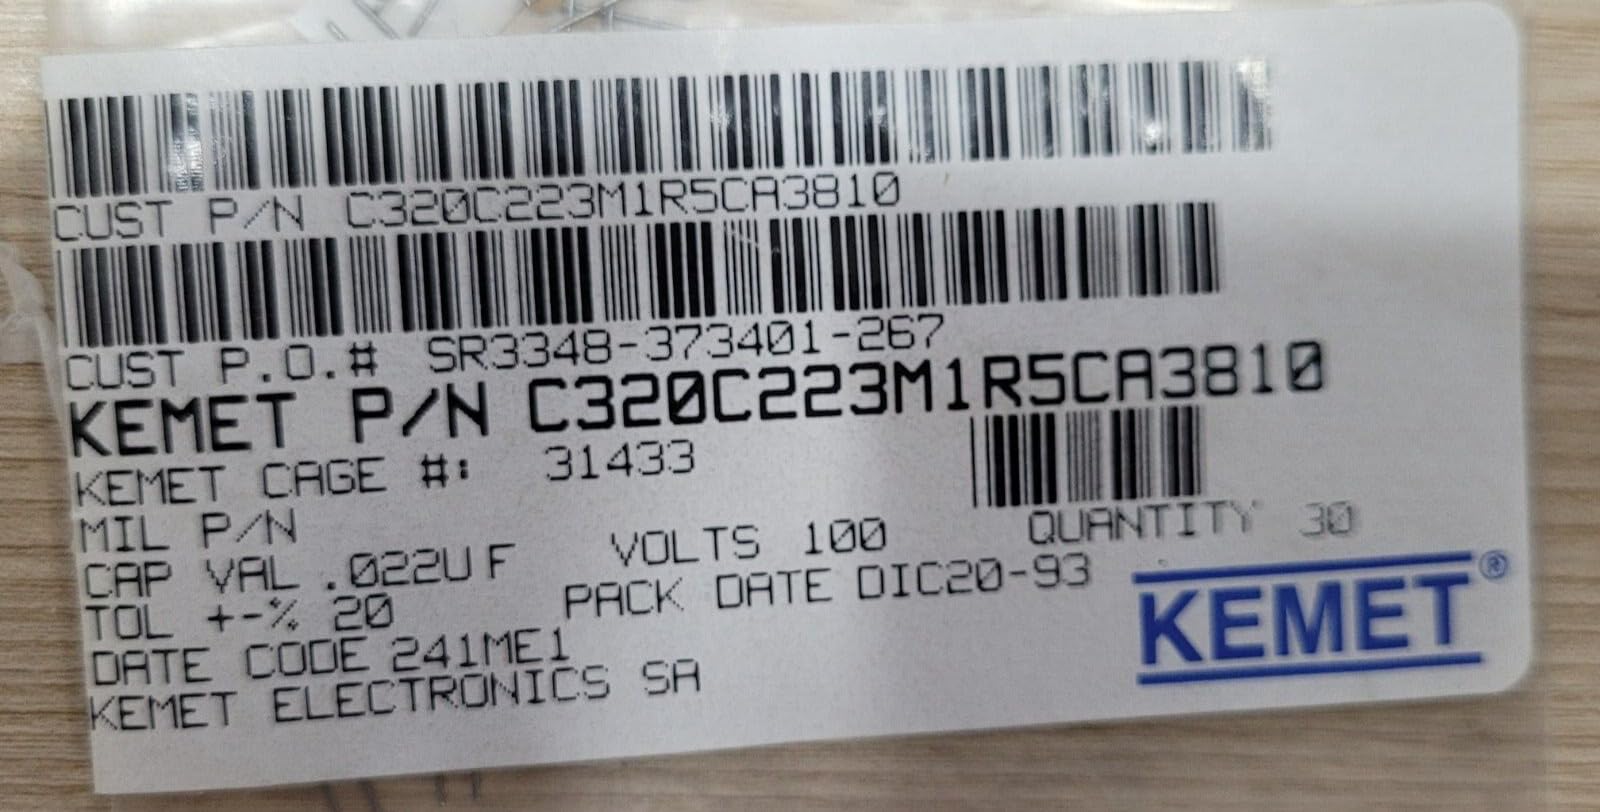 CUST P/N C320C223M1R5CA3810
CUST P.O.# SR3348-373401-267
KEMET P/N C320C223M1R5CA3810
KEMET CAGE #: 31433
MIL P/N
VOLTS 100 QUANTITY 30
CAP VAL .022UF
TOL +-% 20 PACK DATE DIC20-93
DATE CODE 241ME1
KEMET ELECTRONICS SA
KEMET®